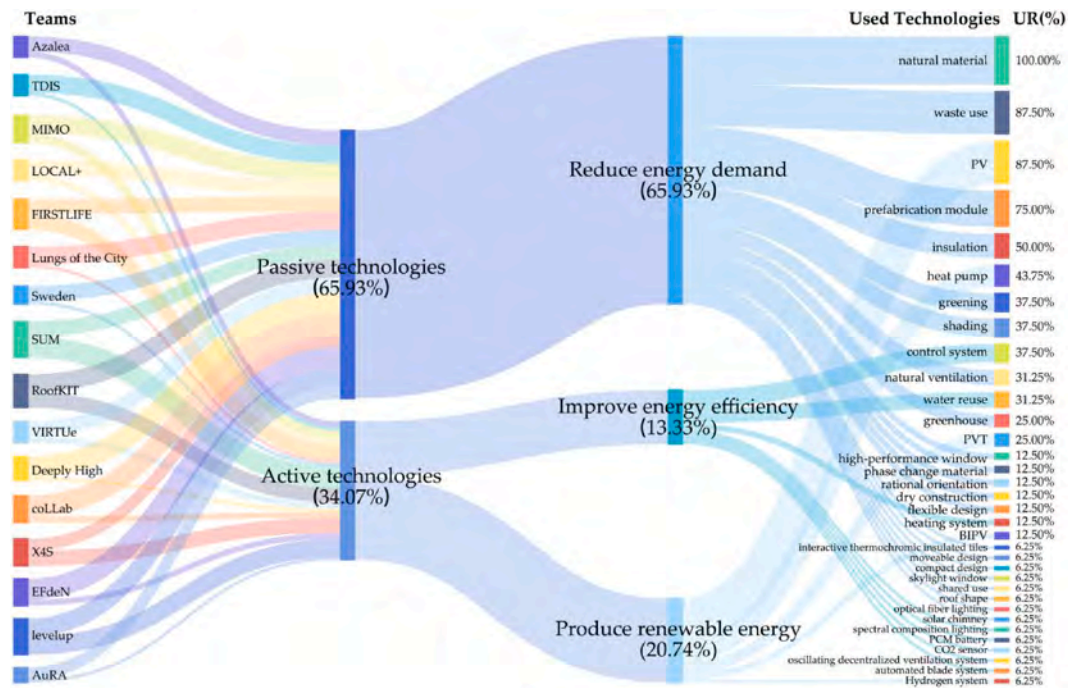 Teams
Used Technologies UR(%)
Azalea
TDIS
MIMO
LOCAL+
FIRSTLIFE
Lungs of the City
Sweden
SUM
RoofKIT
VIRTUe
Deeply High
coLLab
X4S
EFdeN
levelup
AuRA
Passive technologies
(65.93%)
Active technologies
(34.07%)
Reduce energy demand
(65.93%)
Improve energy efficiency
(13.33%)
Produce renewable energy
(20.74%)
natural material 100.00%
waste use 87.50%
PV 87.50%
prefabrication module 75.00%
insulation 50.00%
heat pump 43.75%
greening 37.50%
shading 37.50%
control system 37.50%
natural ventilation 31.25%
water reuse 31.25%
greenhouse 25.00%
PVT 25.00%
high-performance window 12.50%
phase change material 12.50%
rational orientation 12.50%
dry construction 12.50%
flexible design 12.50%
heating system 12.50%
BIPV 12.50%
interactive thermochromic insulated tiles 6.25%
moveable design 6.25%
compact design 6.25%
skylight window 6.25%
shared use 6.25%
roof shape 6.25%
optical fiber lighting 6.25%
solar chimney 6.25%
spectral composition lighting 6.25%
PCM battery 6.25%
CO2 sensor 6.25%
oscillating decentralized ventilation system 6.25%
automated blade system 6.25%
Hydrogen system 6.25%